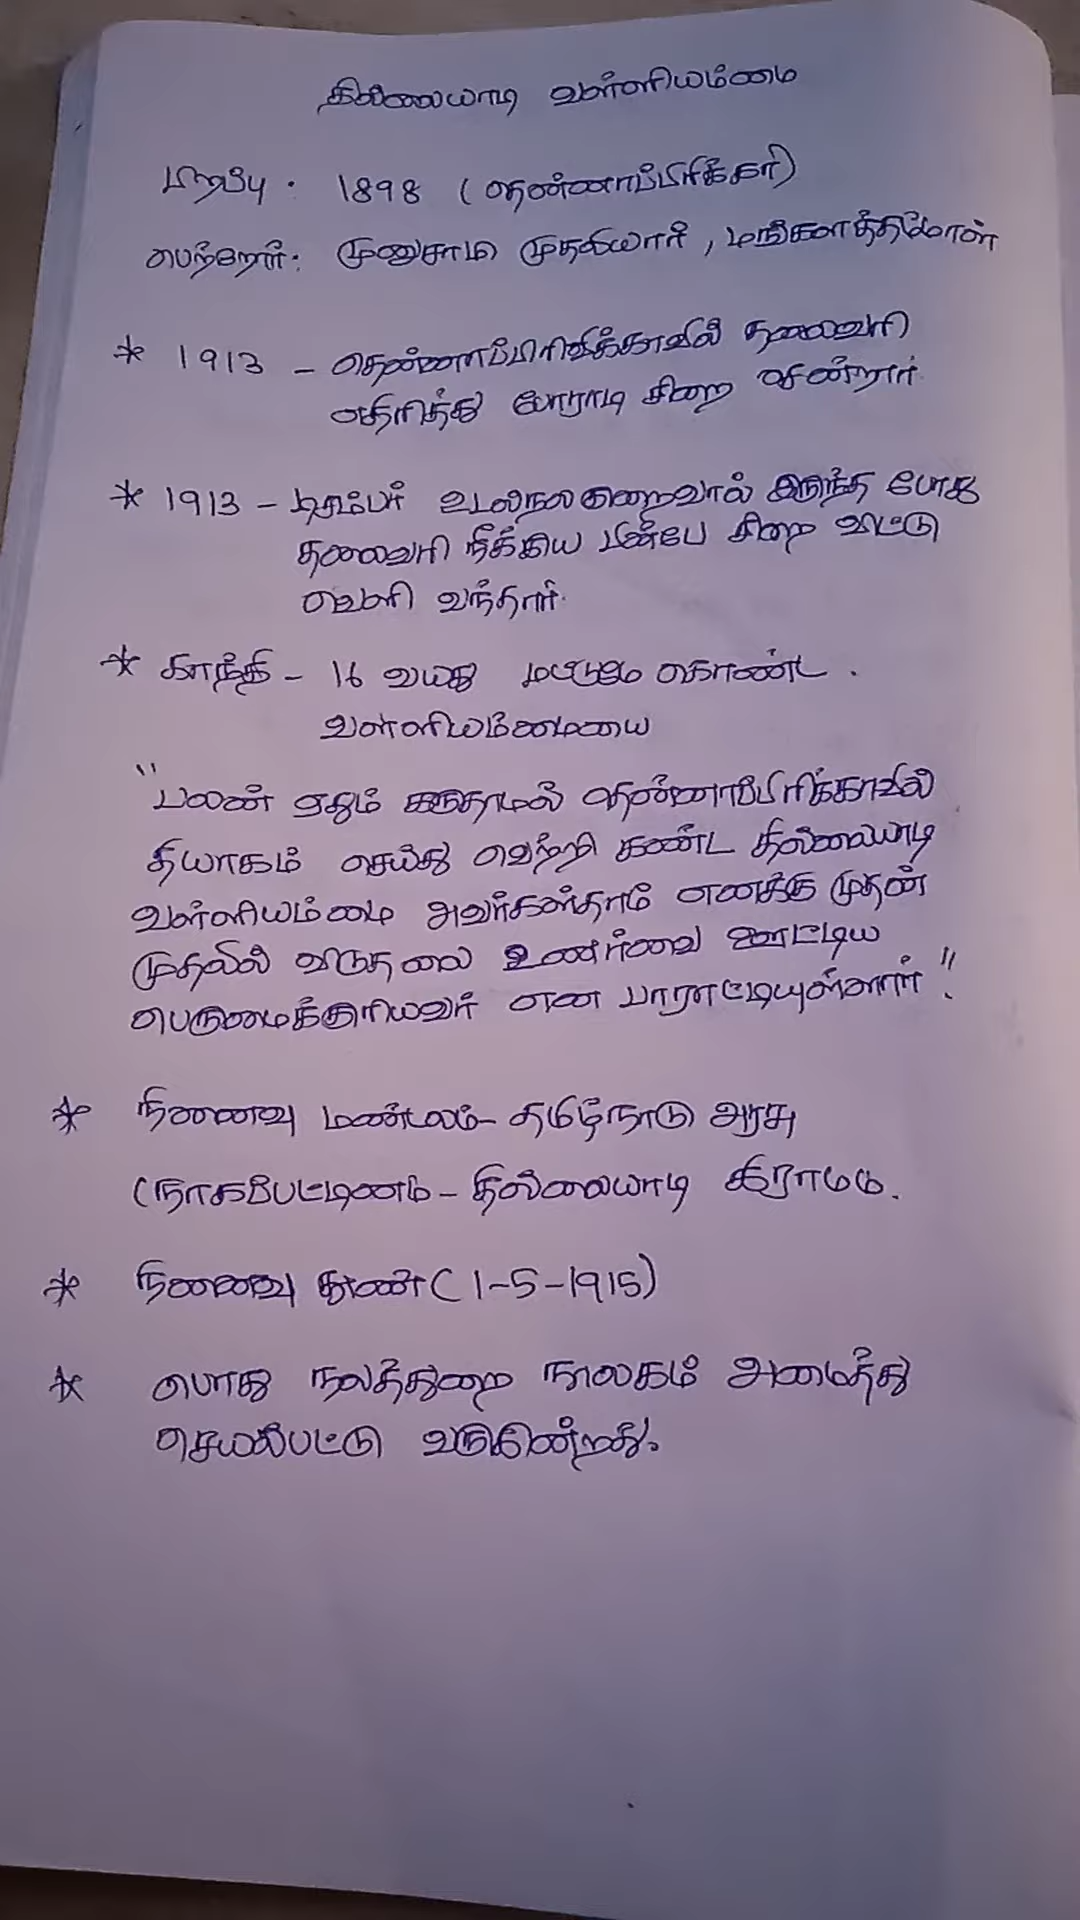 தில்லையாடி வள்ளியம்மை
பிறப்பு : 1898 (தென்னாப்பிரிக்கா)
பெற்றோர்: முனுசாமி முதலியார், மங்களத்தம்மாள்
* 1913 - தென்னாப்பிரிக்காவில் தலைவரி
எதிர்த்து போராடி சிறை சென்றார்.
* 1913 - டிசம்பர் உடல்நல குறைவால் இருந்த போது
தலைவரி நீக்கிய பின்பே சிறை விட்டு
வெளி வந்தார்.
* காந்தி - 16 வயது மட்டுமே கொண்ட .
வள்ளியம்மையை
"பலன் ஏதும் கருதாமல் தென்னாப்பிரிக்காவில்
தியாகம் செய்து வெற்றி கண்ட தில்லையாடி
வள்ளியம்மை அவர்கள்தாம் எனக்கு முதன்
முதலில் விடுதலை உணர்வை ஊட்டிய
பெருமைக்குரியவர் என பாராட்டியுள்ளார்".
* நினைவு மண்டபம்- தமிழ்நாடு அரசு
(நாகப்பட்டினம் - தில்லையாடி கிராமம்.
* நினைவு தூண் (1-5-1915)
* பொது நலத்துறை நூலகம் அமைத்து
செயல்பட்டு வருகின்றது.